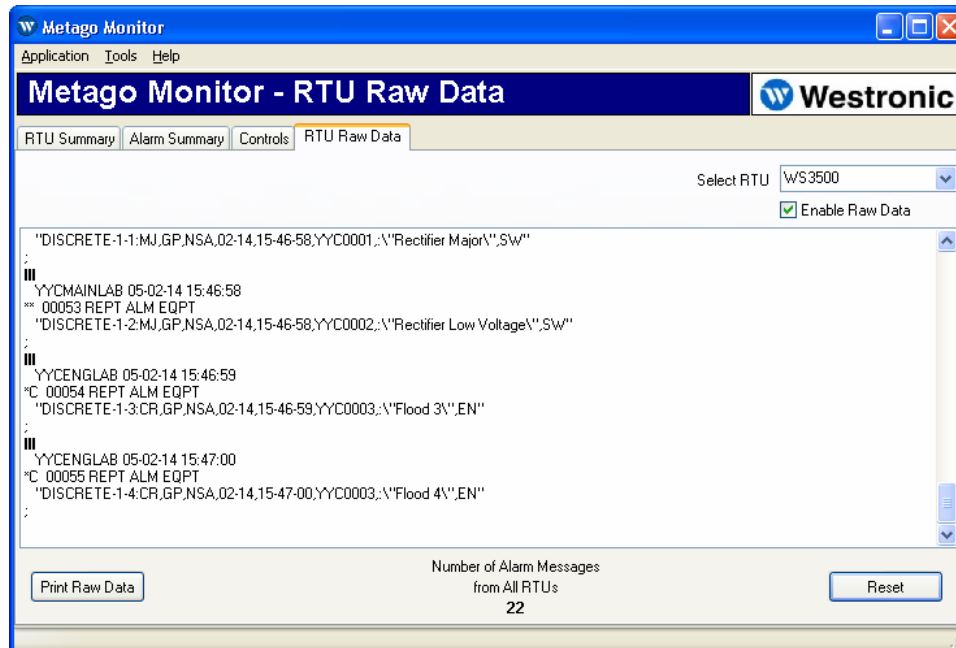 Metago Monitor
Application Tools Help
Metago Monitor - RTU Raw Data
Westronic
RTU Summary Alarm Summary Controls RTU Raw Data
Select RTU WS3500
Enable Raw Data
"DISCRETE-1-1:MJ,GP,NSA,02-14,15-46-58,YYC0001,:\"Rectifier Major\",SW"
;
YYCMAINLAB 05-02-14 15:46:58
** 00053 REPT ALM EQPT
"DISCRETE-1-2:MJ,GP,NSA,02-14,15-46-58,YYC0002,:\"Rectifier Low Voltage\",SW"
;
YYCENGLAB 05-02-14 15:46:59
*C 00054 REPT ALM EQPT
"DISCRETE-1-3:CR,GP,NSA,02-14,15-46-59,YYC0003,:\"Flood 3\",EN"
;
YYCENGLAB 05-02-14 15:47:00
*C 00055 REPT ALM EQPT
"DISCRETE-1-4:CR,GP,NSA,02-14,15-47-00,YYC0003,:\"Flood 4\",EN"
;
Number of Alarm Messages
Print Raw Data from All RTUs Reset
22